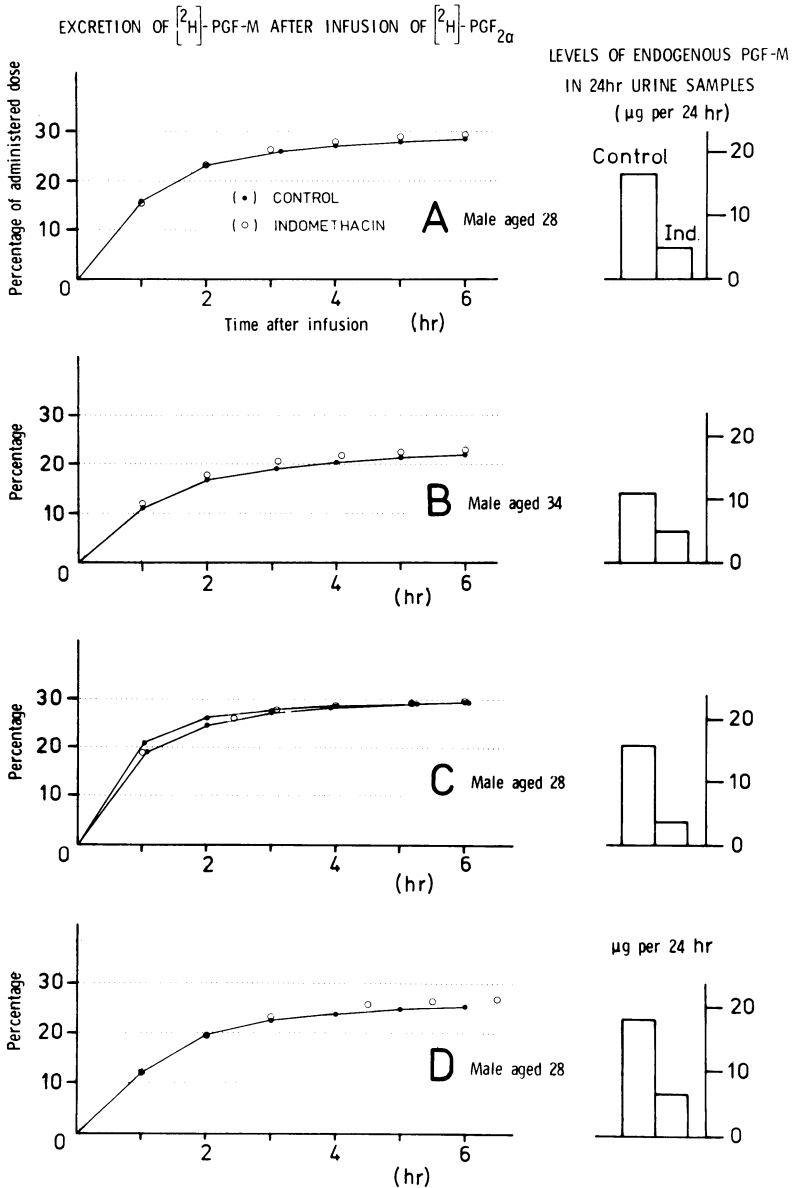 EXCRETION OF [²H]-PGF-M AFTER INFUSION OF [²H]-PGF₂α
LEVELS OF ENDOGENOUS PGF-M
IN 24hr URINE SAMPLES
(µg per 24 hr)
Percentage of administered dose
30
20
10
0
2
4
6
Time after infusion (hr)
(•) CONTROL
(○) INDOMETHACIN
A Male aged 28
Control
Ind.
20
10
0
Percentage
30
20
10
0
2
4
6
(hr)
B Male aged 34
20
10
0
Percentage
30
20
10
0
2
4
6
(hr)
C Male aged 28
20
10
0
Percentage
30
20
10
0
2
4
6
(hr)
D Male aged 28
µg per 24 hr
20
10
0